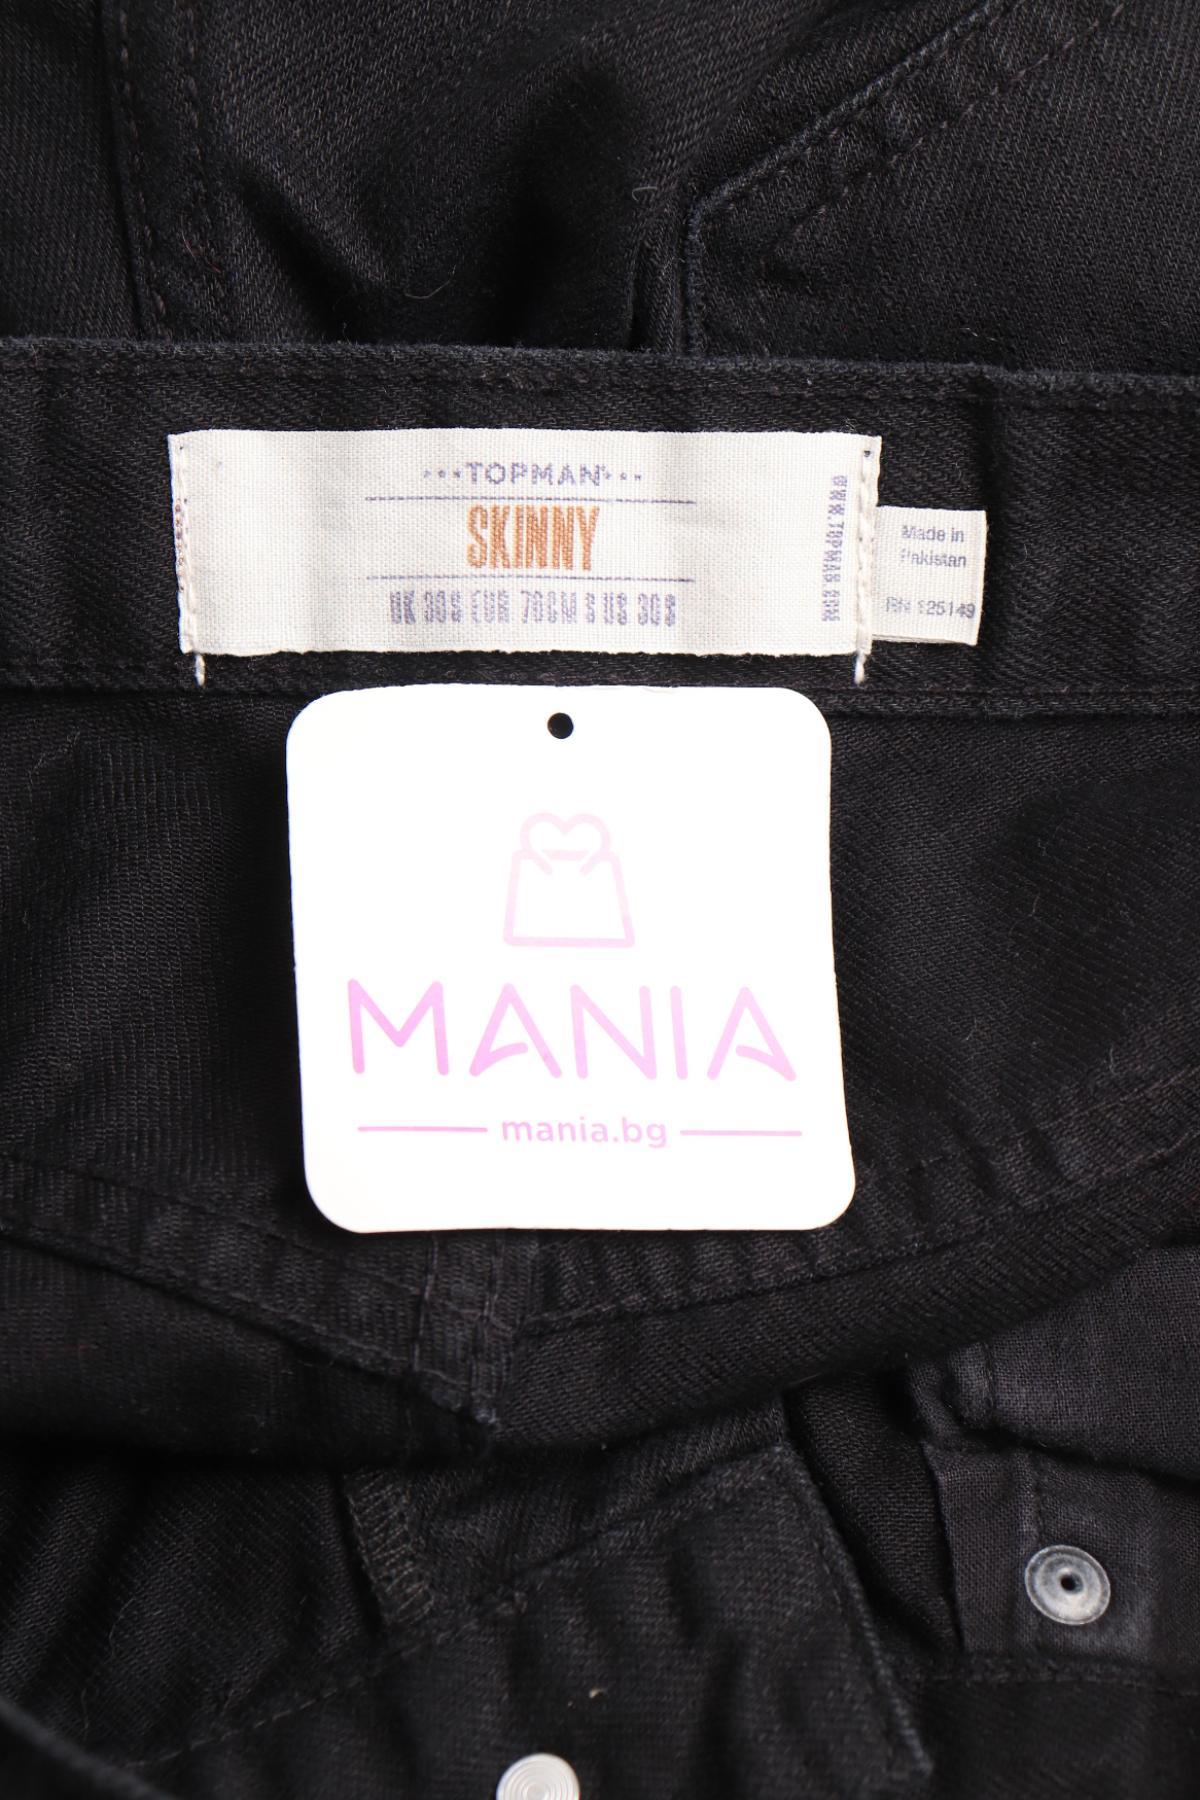 TOPMAN
SKINNY
UK 30S EUR 76CM S US 30S
WWW.TOPMAN.COM
Made in
Pakistan
RN 125149
MANIA
mania.bg